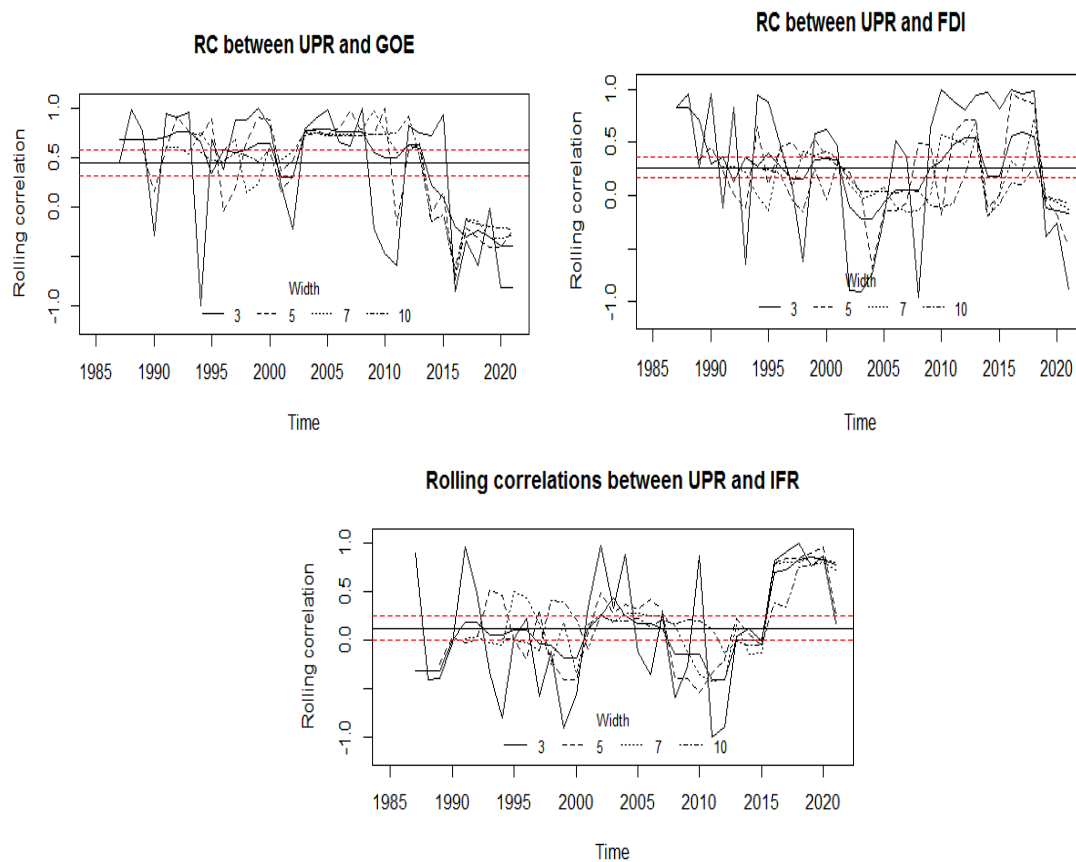 RC between UPR and GOE
Rolling correlation
1.0
0.5
0.0
-1.0
Width
3 5 7 10
1985 1990 1995 2000 2005 2010 2015 2020
Time
RC between UPR and FDI
Rolling correlation
1.0
0.5
0.0
-1.0
Width
3 5 7 10
1985 1990 1995 2000 2005 2010 2015 2020
Time
Rolling correlations between UPR and IFR
Rolling correlation
1.0
0.5
0.0
-1.0
Width
3 5 7 10
1985 1990 1995 2000 2005 2010 2015 2020
Time